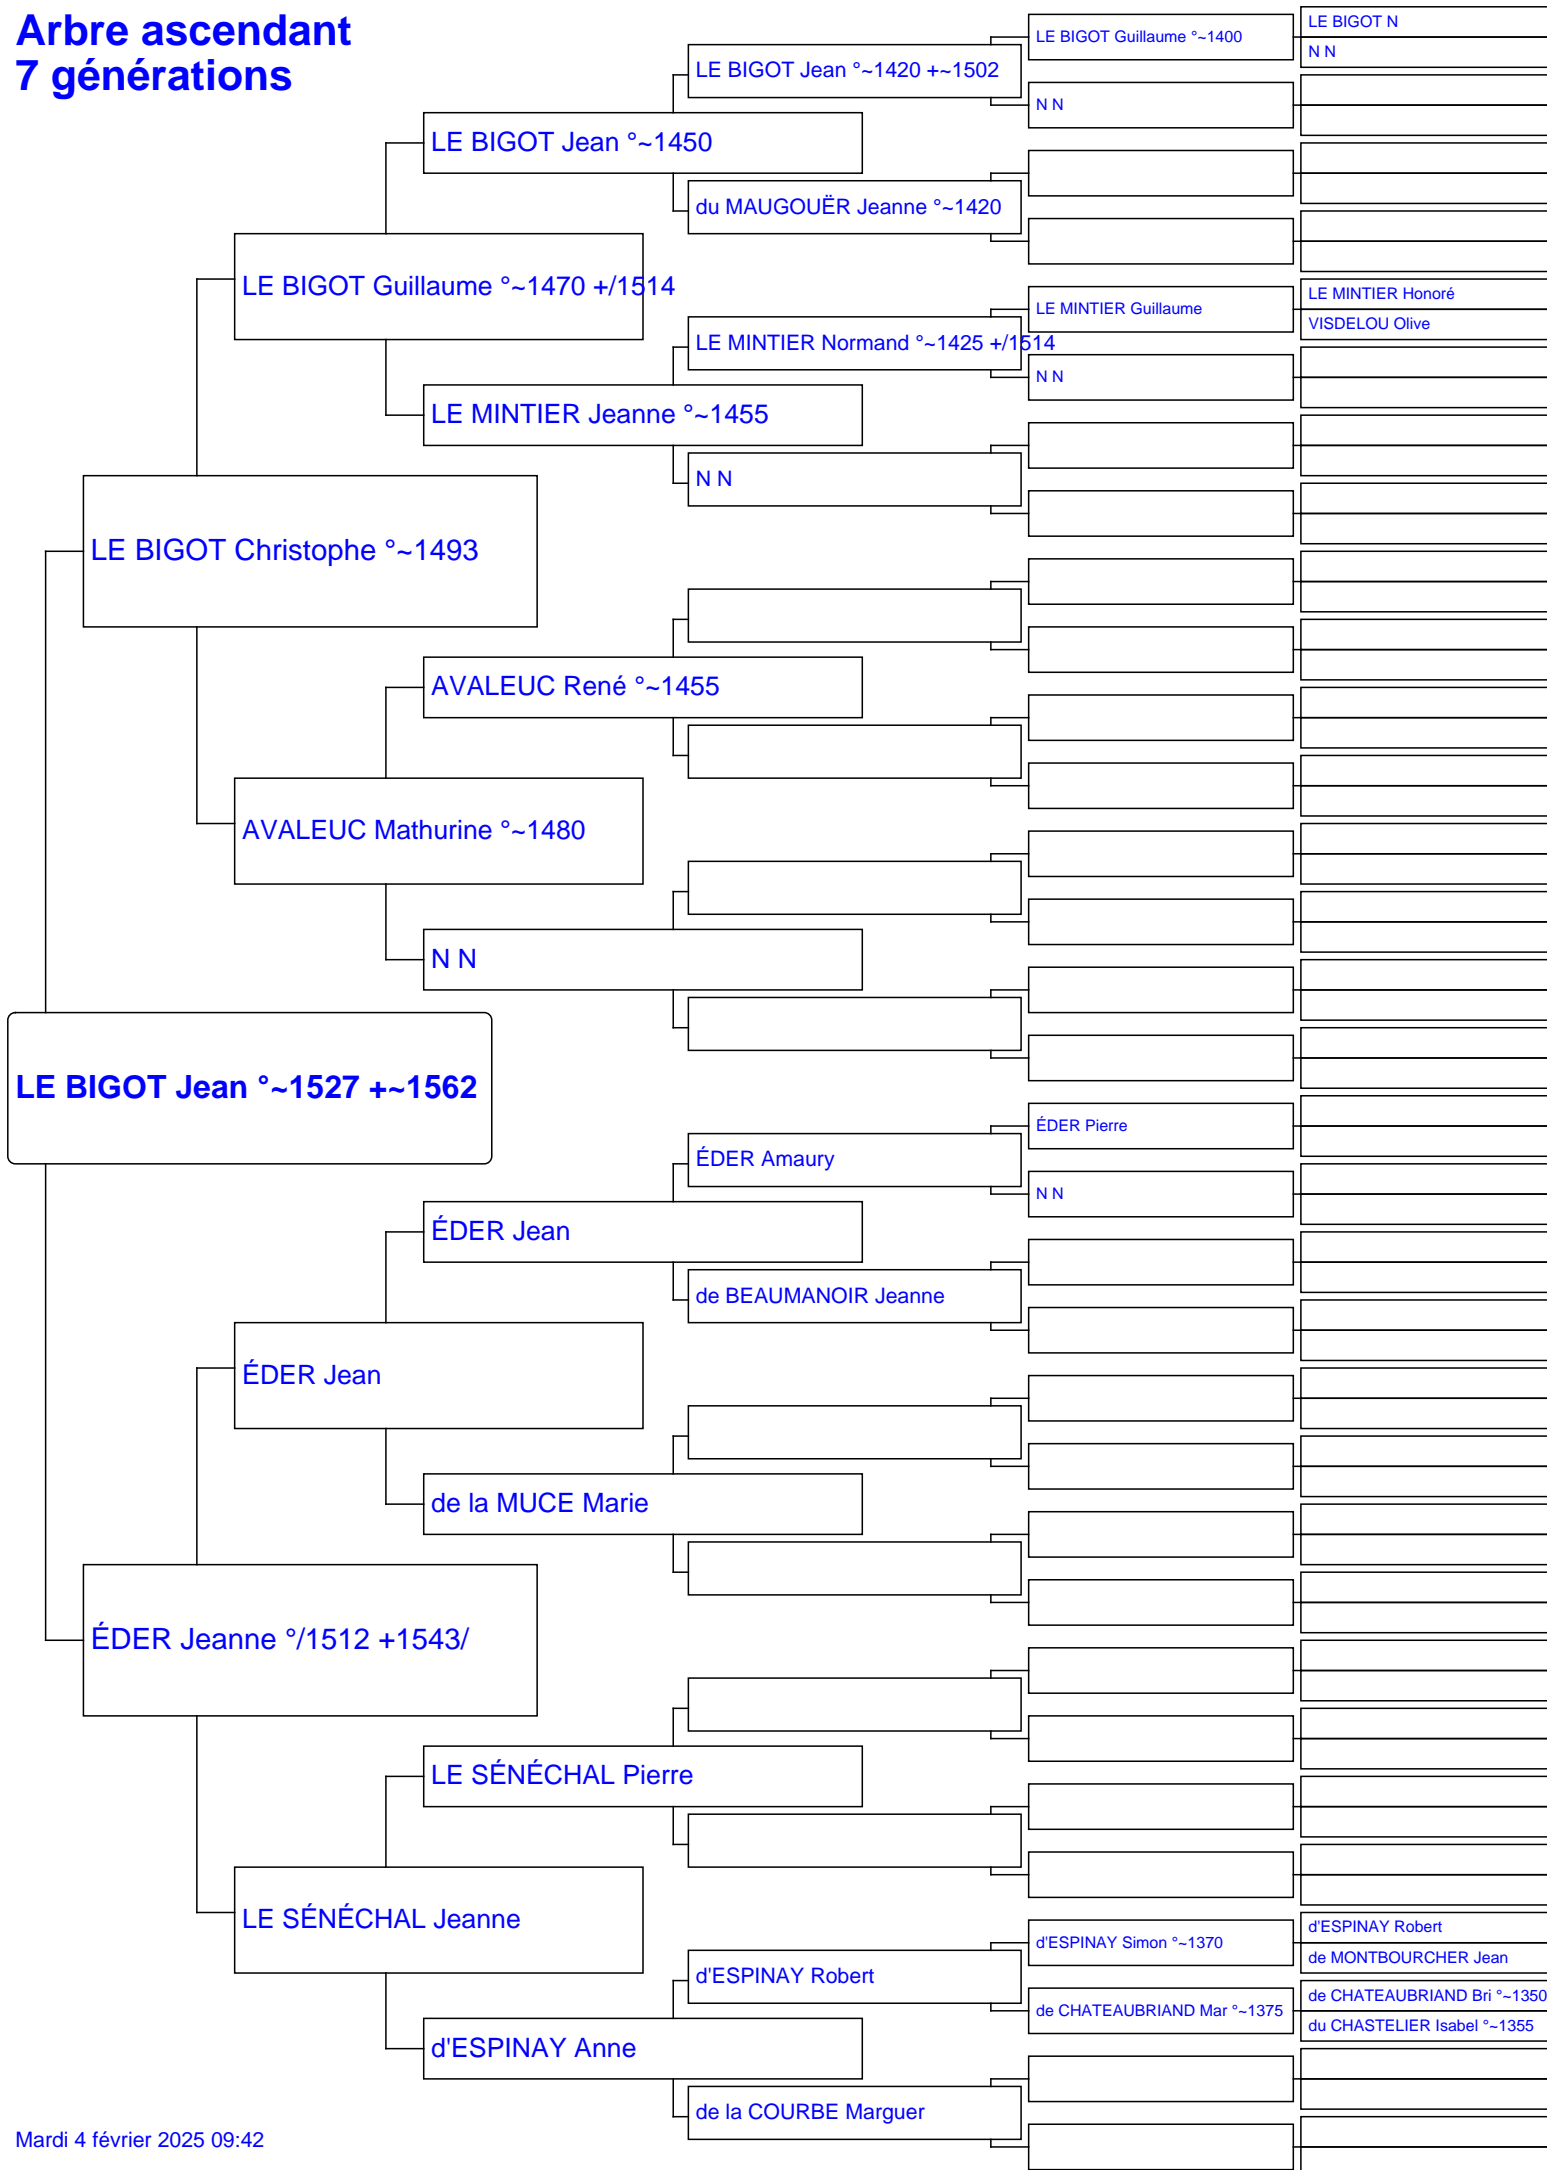 Arbre ascendant
7 générations
LE BIGOT Jean °~1527 +~1562
LE BIGOT Christophe °~1493
ÉDER Jeanne °/1512 +1543/
LE BIGOT Guillaume °~1470 +/1514
AVALEUC Mathurine °~1480
ÉDER Jean
LE SÉNÉCHAL Jeanne
LE BIGOT Jean °~1450
LE MINTIER Jeanne °~1455
AVALEUC René °~1455
N N
ÉDER Jean
de la MUCE Marie
LE SÉNÉCHAL Pierre
d'ESPINAY Anne
LE BIGOT Jean °~1420 +~1502
du MAUGOUËR Jeanne °~1420
LE MINTIER Normand °~1425 +/1514
N N
ÉDER Amaury
de BEAUMANOIR Jeanne
d'ESPINAY Robert
de la COURBE Marguer
LE BIGOT Guillaume °~1400
N N
LE MINTIER Guillaume
N N
ÉDER Pierre
N N
d'ESPINAY Simon °~1370
de CHATEAUBRIAND Mar °~1375
LE BIGOT N
N N
LE MINTIER Honoré
VISDELOU Olive
d'ESPINAY Robert
de MONTBOURCHER Jean
de CHATEAUBRIAND Bri °~1350
du CHASTELIER Isabel °~1355
Mardi 4 février 2025 09:42